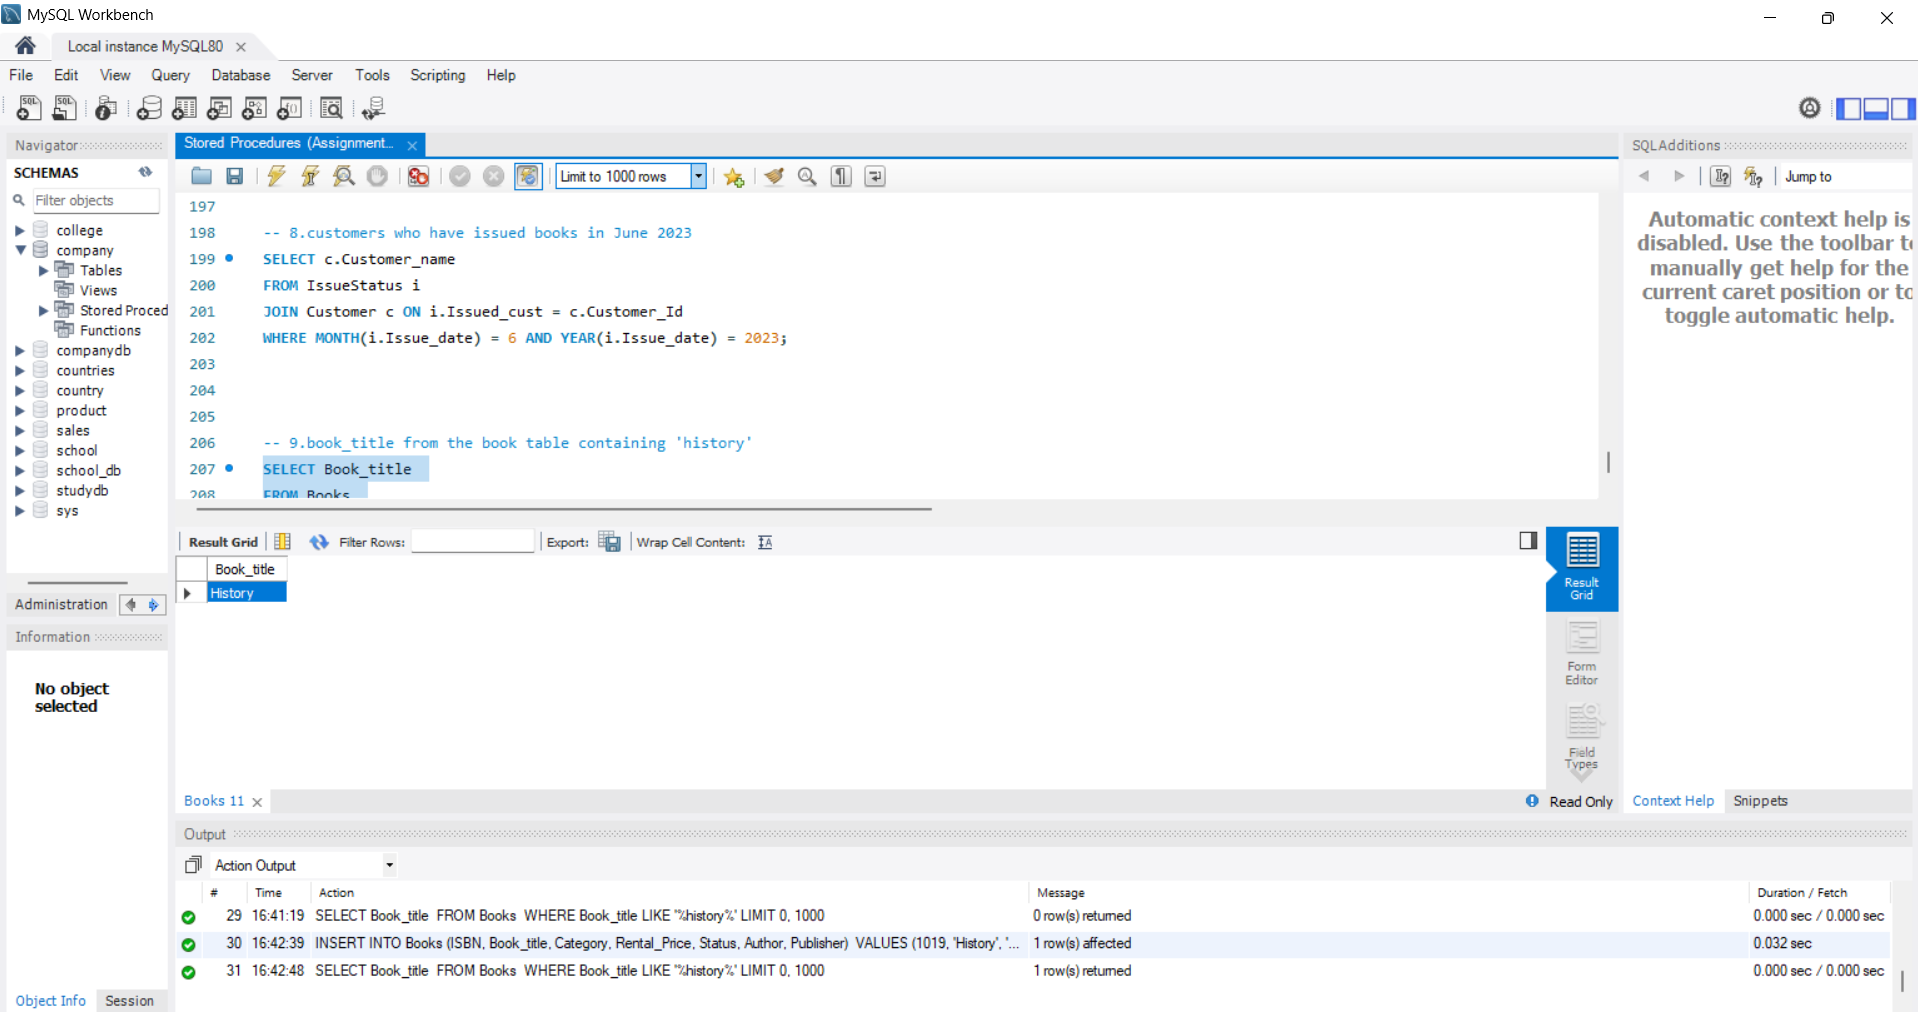 MySQL Workbench
Local instance MySQL80
File Edit View Query Database Server Tools Scripting Help
Navigator
SCHEMAS
Filter objects
college
company
Tables
Views
Stored Proced
Functions
companydb
countries
country
product
sales
school
school_db
studydb
sys
Administration
Information
No object
selected
Object Info Session
Stored Procedures (Assignment...
Limit to 1000 rows
197
198 -- 8.customers who have issued books in June 2023
199 SELECT c.Customer_name
200 FROM IssueStatus i
201 JOIN Customer c ON i.Issued_cust = c.Customer_Id
202 WHERE MONTH(i.Issue_date) = 6 AND YEAR(i.Issue_date) = 2023;
203
204
205
206 -- 9.book_title from the book table containing 'history'
207 SELECT Book_title
208 FROM Books
Result Grid Filter Rows: Export: Wrap Cell Content:
Book_title
History
Result
Grid
Form
Editor
Field
Types
Books 11
Read Only
SQLAdditions
Jump to
Automatic context help is
disabled. Use the toolbar to
manually get help for the
current caret position or to
toggle automatic help.
Context Help Snippets
Output
Action Output
# Time Action Message Duration / Fetch
29 16:41:19 SELECT Book_title FROM Books WHERE Book_title LIKE '%history%' LIMIT 0, 1000 0 row(s) returned 0.000 sec / 0.000 sec
30 16:42:39 INSERT INTO Books (ISBN, Book_title, Category, Rental_Price, Status, Author, Publisher) VALUES (1019, 'History', '... 1 row(s) affected 0.032 sec
31 16:42:48 SELECT Book_title FROM Books WHERE Book_title LIKE '%history%' LIMIT 0, 1000 1 row(s) returned 0.000 sec / 0.000 sec